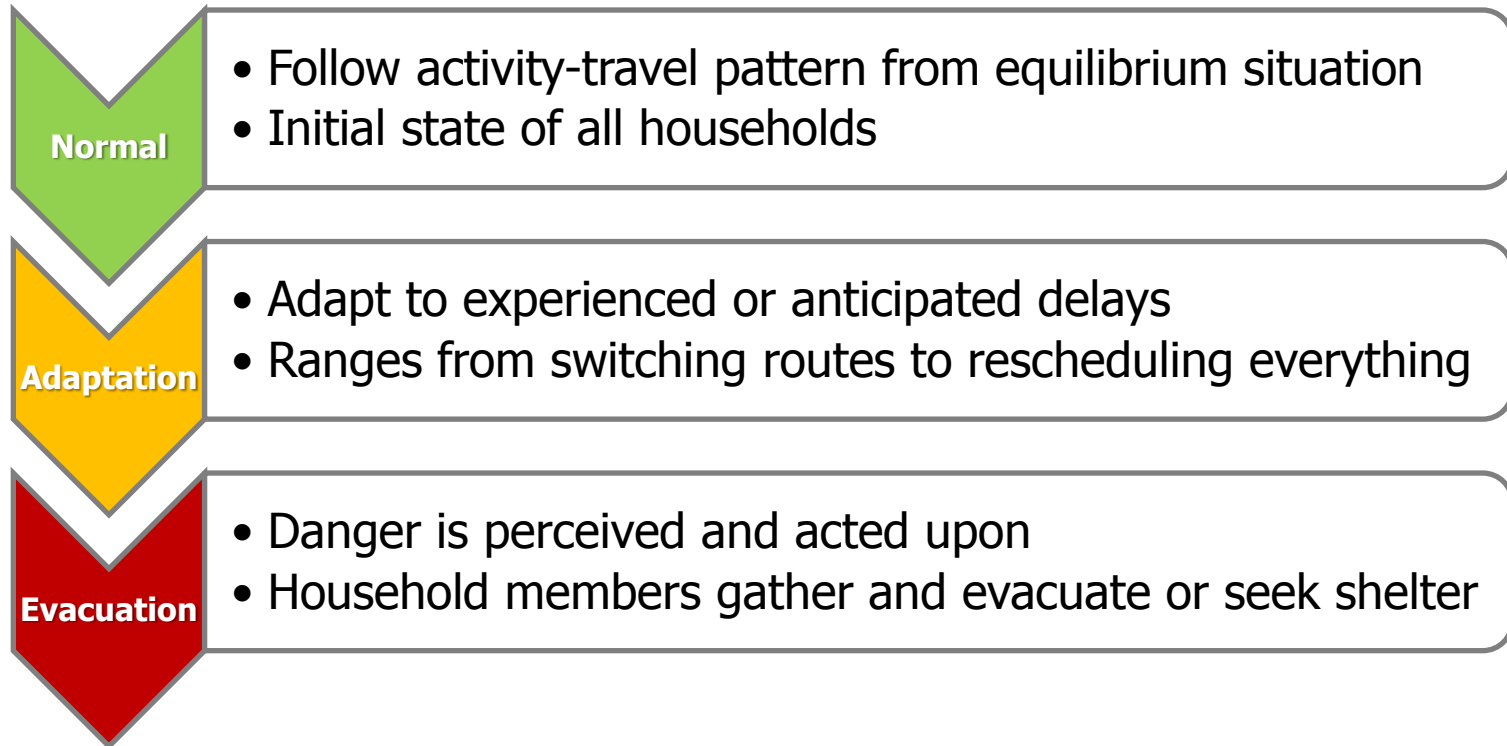 Normal
• Follow activity-travel pattern from equilibrium situation
• Initial state of all households
Adaptation
• Adapt to experienced or anticipated delays
• Ranges from switching routes to rescheduling everything
Evacuation
• Danger is perceived and acted upon
• Household members gather and evacuate or seek shelter